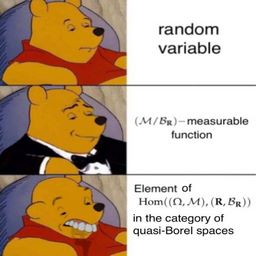 random
variable
(𝓜/𝓑_𝐑)−measurable
function
Element of
Hom((Ω, 𝓜), (𝐑, 𝓑_𝐑))
in the category of
quasi-Borel spaces